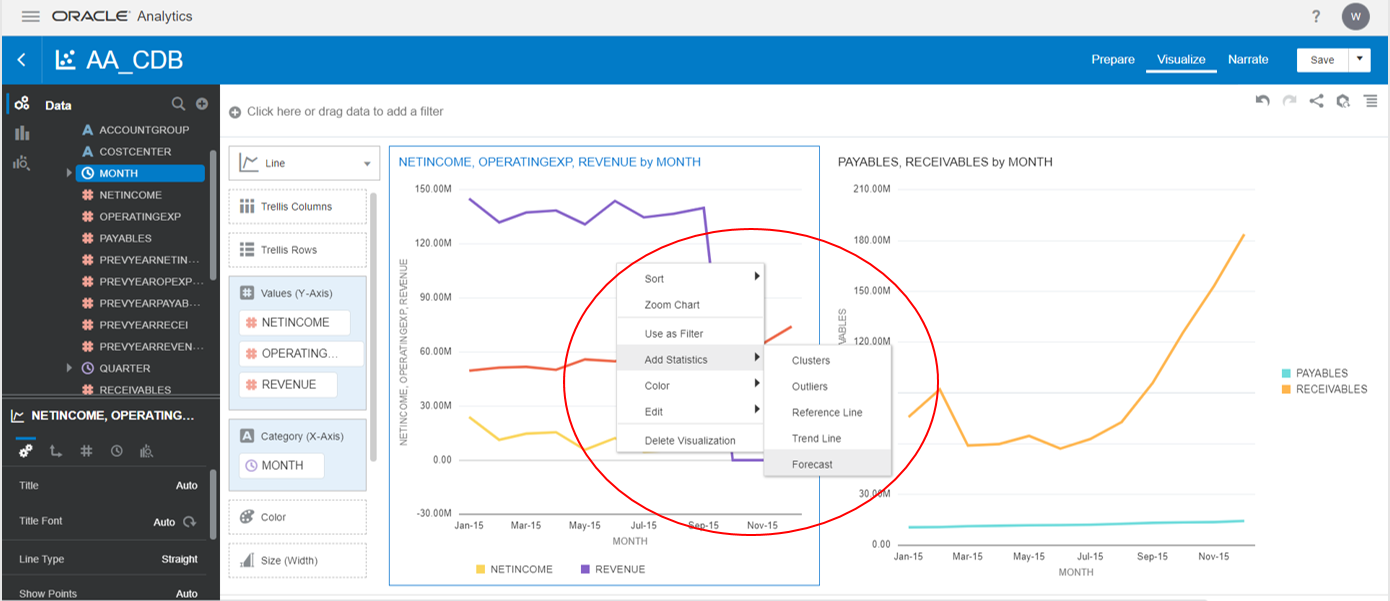 ORACLE Analytics
?
W
AA_CDB
Prepare
Visualize
Narrate
Save
Data
ACCOUNTGROUP
COSTCENTER
MONTH
NETINCOME
OPERATINGEXP
PAYABLES
PREVYEARNETIN...
PREVYEAROPEXP...
PREVYEARPAYAB...
PREVYEARRECEI
PREVYEARREVEN...
QUARTER
RECEIVABLES
NETINCOME, OPERATING...
Title Auto
Title Font Auto
Line Type Straight
Show Points Auto
Click here or drag data to add a filter
Line
Trellis Columns
Trellis Rows
Values (Y-Axis)
NETINCOME
OPERATING...
REVENUE
Category (X-Axis)
MONTH
Color
Size (Width)
NETINCOME, OPERATINGEXP, REVENUE by MONTH
NETINCOME, OPERATINGEXP, REVENUE
150.00M
120.00M
90.00M
60.00M
30.00M
0.00
-30.00M
Jan-15 Mar-15 May-15 Jul-15 Sep-15 Nov-15
MONTH
NETINCOME REVENUE
Sort
Zoom Chart
Use as Filter
Add Statistics
Color
Edit
Delete Visualization
Clusters
Outliers
Reference Line
Trend Line
Forecast
PAYABLES, RECEIVABLES by MONTH
210.00M
180.00M
150.00M
120.00M
30.00M
0.00
Jan-15 Mar-15 May-15 Jul-15 Sep-15 Nov-15
MONTH
PAYABLES
RECEIVABLES